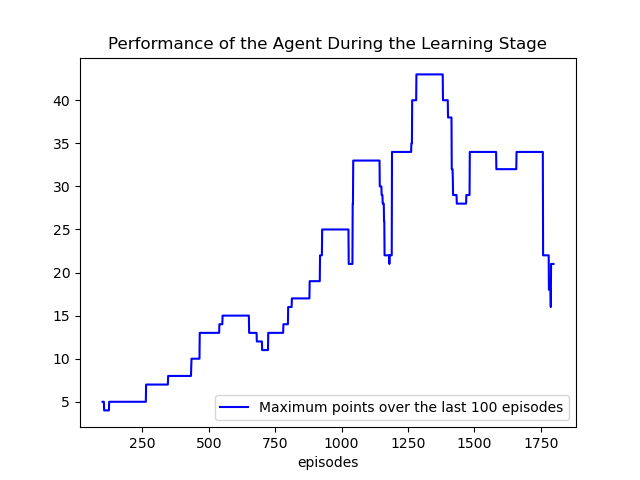 Performance of the Agent During the Learning Stage
40
35
30
25
20
15
10
5
Maximum points over the last 100 episodes
250 500 750 1000 1250 1500 1750
episodes